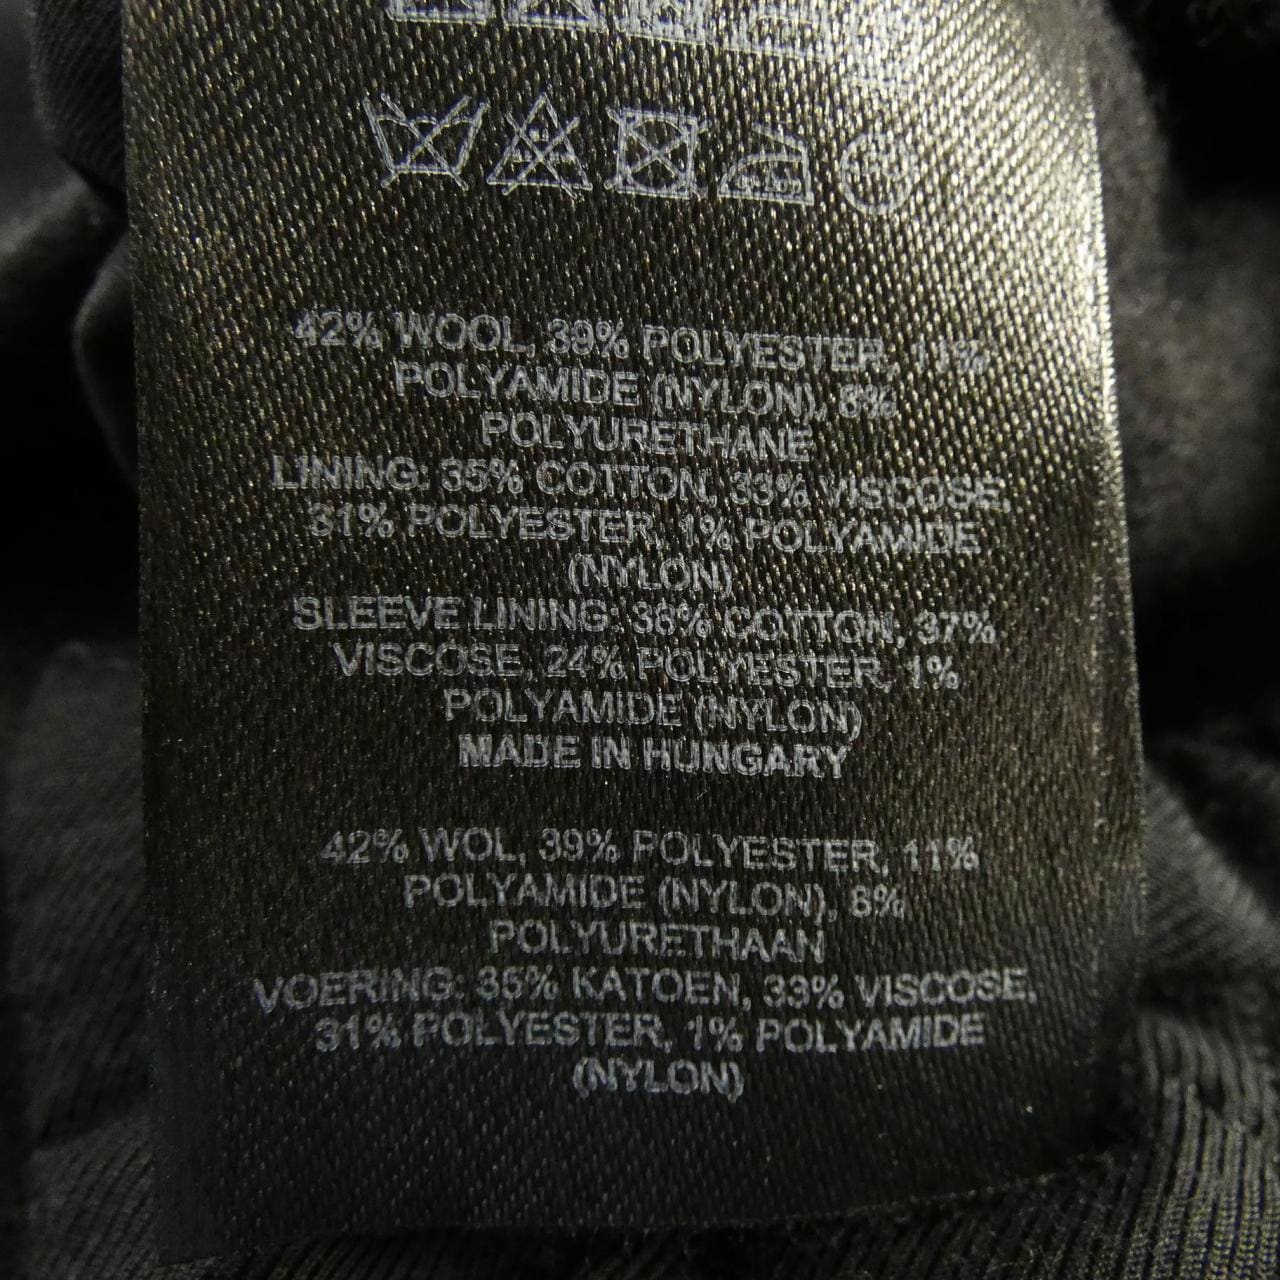 42% WOOL, 39% POLYESTER, 11%
POLYAMIDE (NYLON), 8%
POLYURETHANE
LINING: 35% COTTON, 33% VISCOSE,
31% POLYESTER, 1% POLYAMIDE
(NYLON)
SLEEVE LINING: 38% COTTON, 37%
VISCOSE, 24% POLYESTER, 1%
POLYAMIDE (NYLON)
MADE IN HUNGARY
42% WOL, 39% POLYESTER, 11%
POLYAMIDE (NYLON), 8%
POLYURETHAAN
VOERING: 35% KATOEN, 33% VISCOSE,
31% POLYESTER, 1% POLYAMIDE
(NYLON)